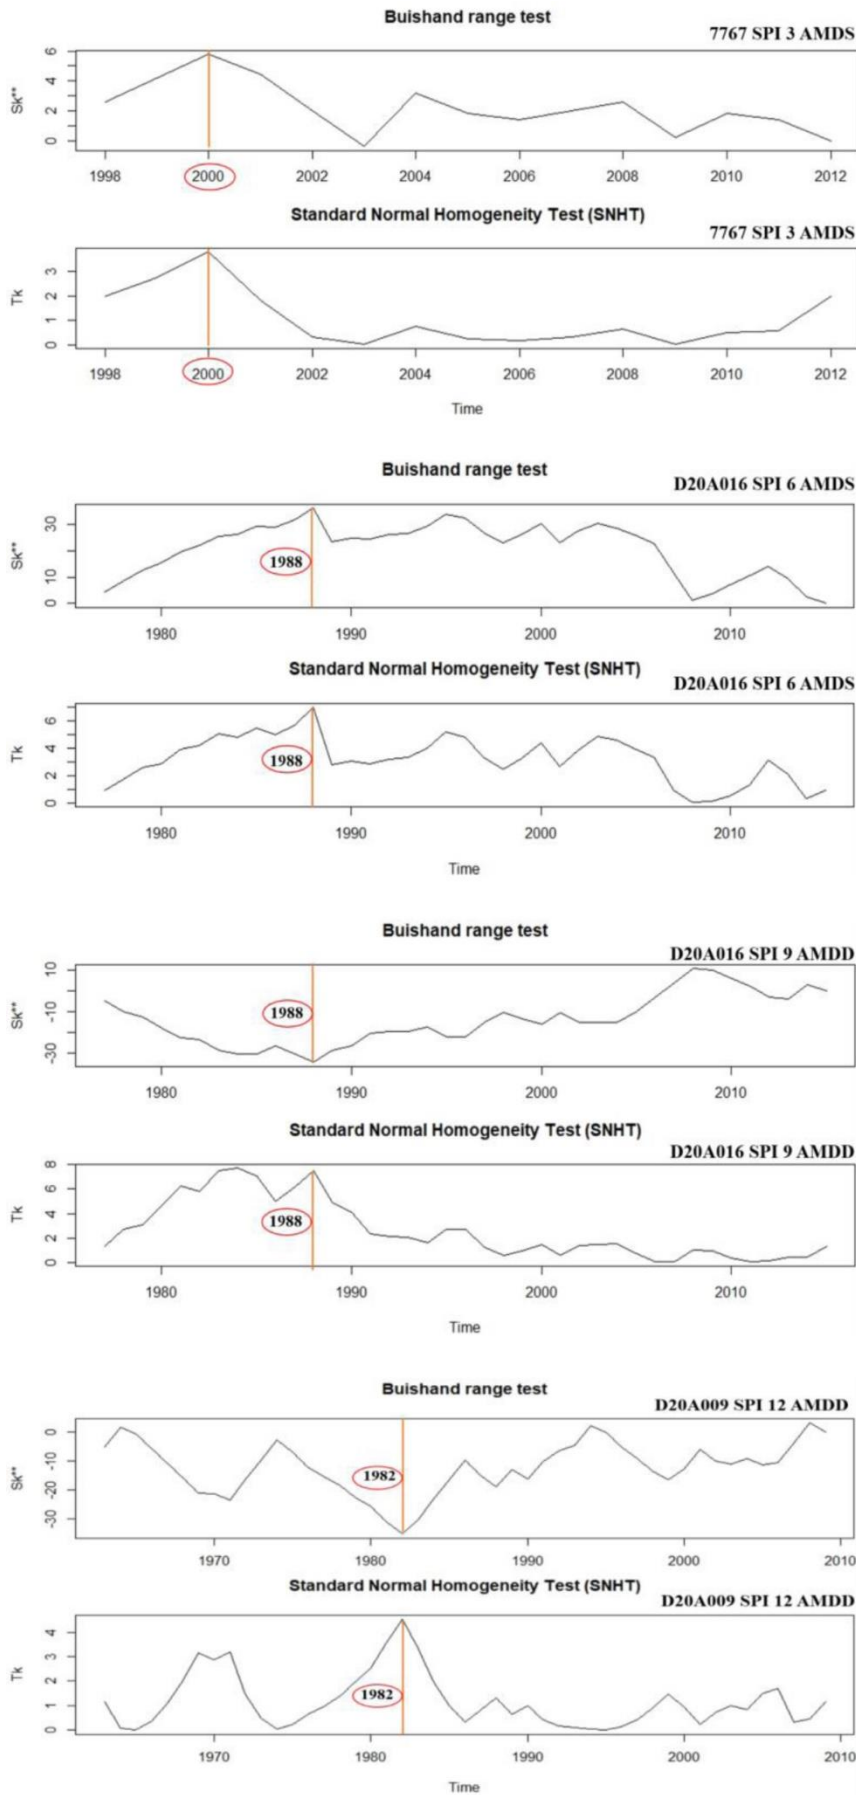 Buishand range test
7767 SPI 3 AMDS
Sk**
6
4
2
0
1998 2000 2002 2004 2006 2008 2010 2012
Standard Normal Homogeneity Test (SNHT)
7767 SPI 3 AMDS
Tk
3
2
1
0
1998 2000 2002 2004 2006 2008 2010 2012
Time
Buishand range test
D20A016 SPI 6 AMDS
Sk**
30
10
0
1988
1980 1990 2000 2010
Standard Normal Homogeneity Test (SNHT)
D20A016 SPI 6 AMDS
Tk
6
4
2
0
1988
1980 1990 2000 2010
Time
Buishand range test
D20A016 SPI 9 AMDD
Sk**
10
-10
-30
1988
1980 1990 2000 2010
Standard Normal Homogeneity Test (SNHT)
D20A016 SPI 9 AMDD
Tk
8
6
4
2
0
1988
1980 1990 2000 2010
Time
Buishand range test
D20A009 SPI 12 AMDD
Sk**
0
-10
-20
-30
1982
1970 1980 1990 2000 2010
Standard Normal Homogeneity Test (SNHT)
D20A009 SPI 12 AMDD
Tk
4
3
2
1
0
1982
1970 1980 1990 2000 2010
Time